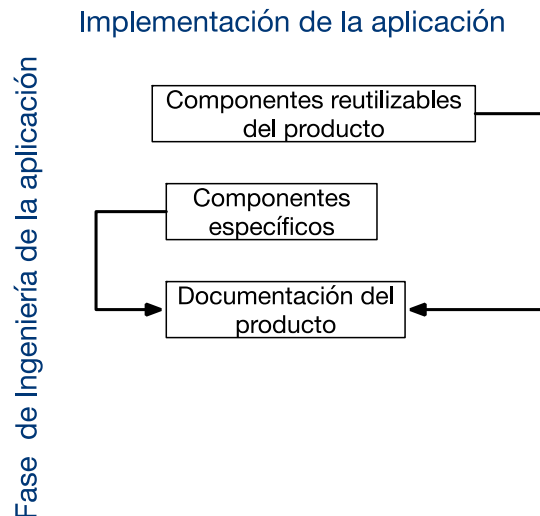 Implementación de la aplicación
Fase de Ingeniería de la aplicación
Componentes reutilizables
del producto
Componentes
específicos
Documentación del
producto